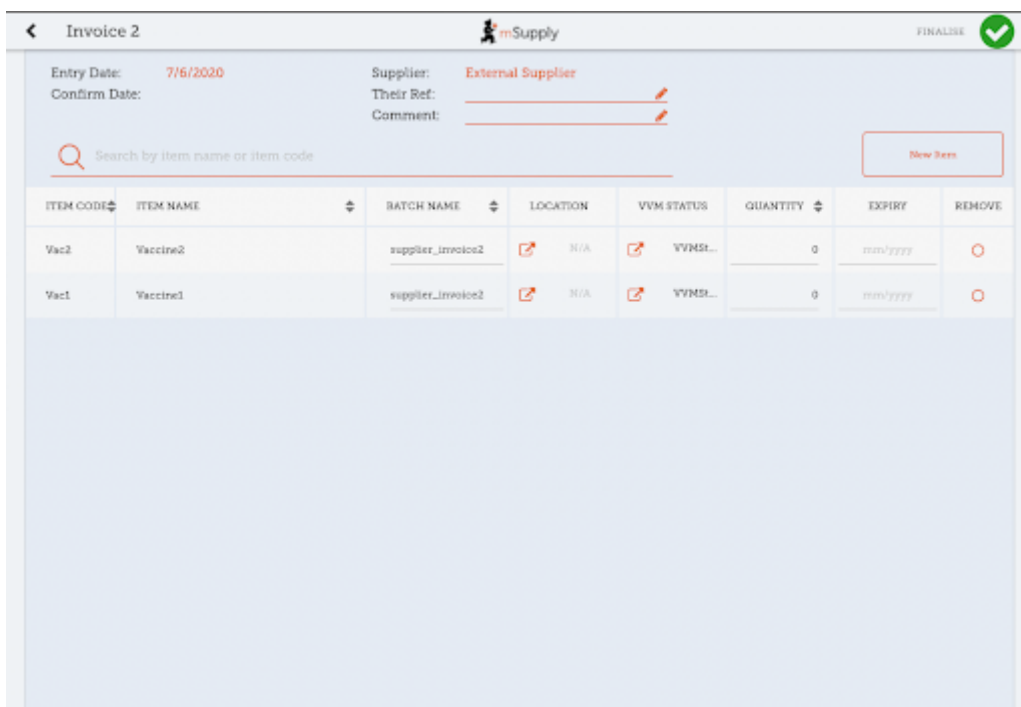 Invoice 2
mSupply
FINALISE
Entry Date: 7/6/2020
Supplier: External Supplier
Confirm Date:
Their Ref:
Comment:
Search by item name or item code
New Item
ITEM CODE ITEM NAME BATCH NAME LOCATION VVM STATUS QUANTITY EXPIRY REMOVE
Vac2 Vaccine2 supplier_invoice2 N/A VVMSt... 0 mm/yyyy
Vac1 Vaccine1 supplier_invoice2 N/A VVMSt... 0 mm/yyyy